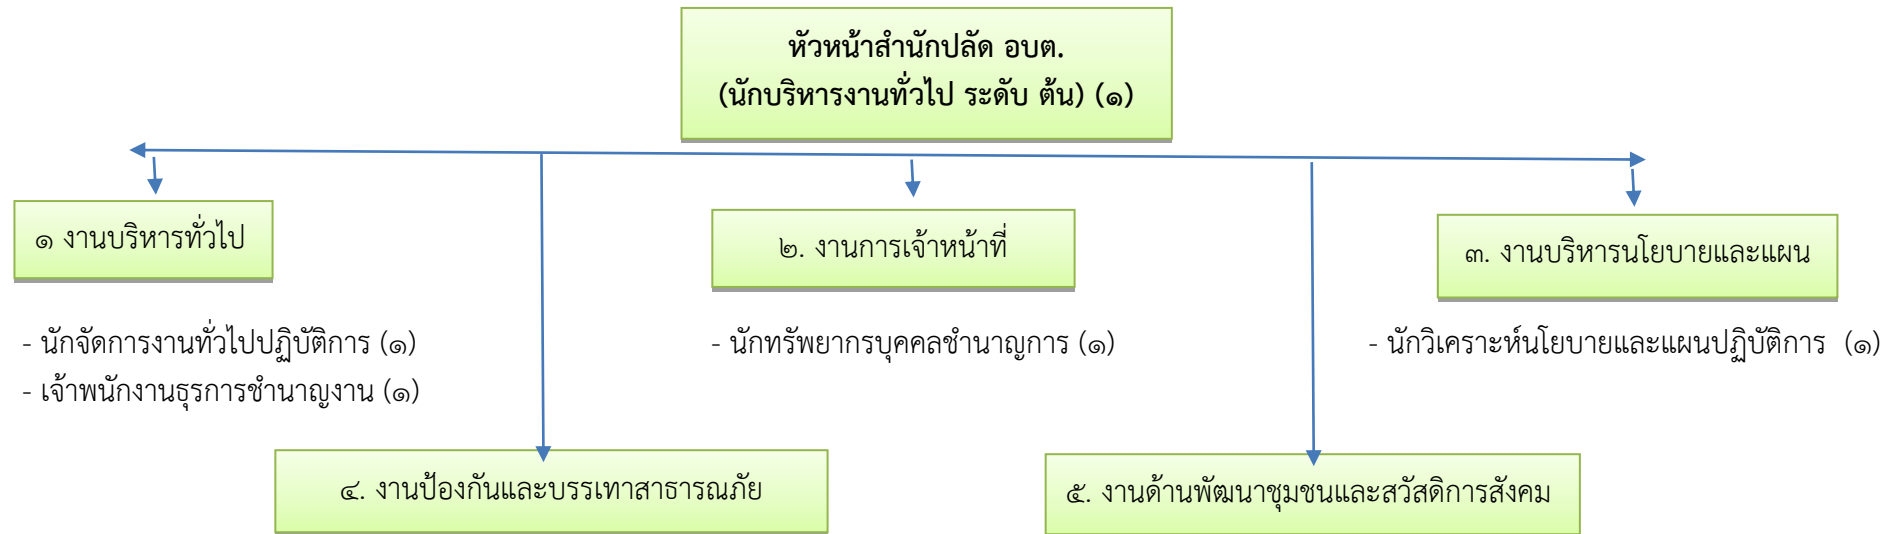 หัวหน้าสำนักปลัด อบต.
(นักบริหารงานทั่วไป ระดับ ต้น) (๑)
๑ งานบริหารทั่วไป
๒. งานการเจ้าหน้าที่
๓. งานบริหารนโยบายและแผน
- นักจัดการงานทั่วไปปฏิบัติการ (๑)
- เจ้าพนักงานธุรการชำนาญงาน (๑)
- นักทรัพยากรบุคคลชำนาญการ (๑)
- นักวิเคราะห์นโยบายและแผนปฏิบัติการ (๑)
๔. งานป้องกันและบรรเทาสาธารณภัย
๕. งานด้านพัฒนาชุมชนและสวัสดิการสังคม